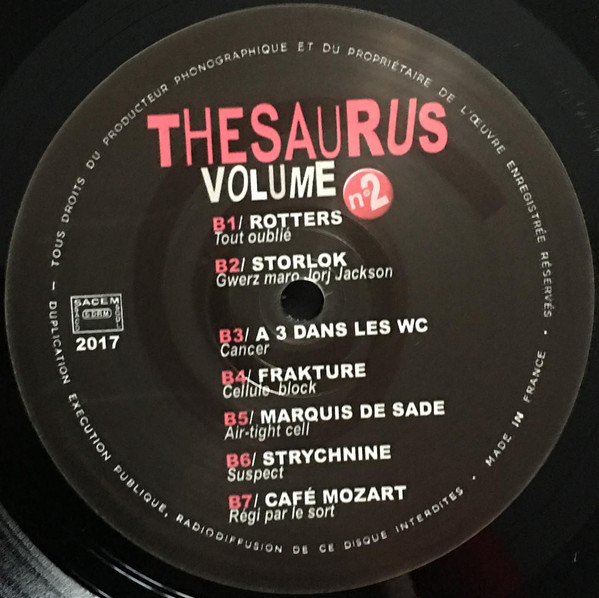 THESAURUS
VOLUME n°2
B1/ ROTTERS
Tout oublié
B2/ STORLOK
Gwerz maro Jorj Jackson
B3/ A 3 DANS LES WC
Cancer
B4/ FRAKTURE
Cellule block
B5/ MARQUIS DE SADE
Air-tight cell
B6/ STRYCHNINE
Suspect
B7/ CAFÉ MOZART
Régi par le sort
SACEM
SDRM
2017
— TOUS DROITS DU PRODUCTEUR PHONOGRAPHIQUE ET DU PROPRIÉTAIRE DE L'ŒUVRE ENREGISTRÉE RÉSERVÉS • MADE IN FRANCE •
— DUPLICATION EXECUTION PUBLIQUE, RADIODIFFUSION DE CE DISQUE INTERDITES